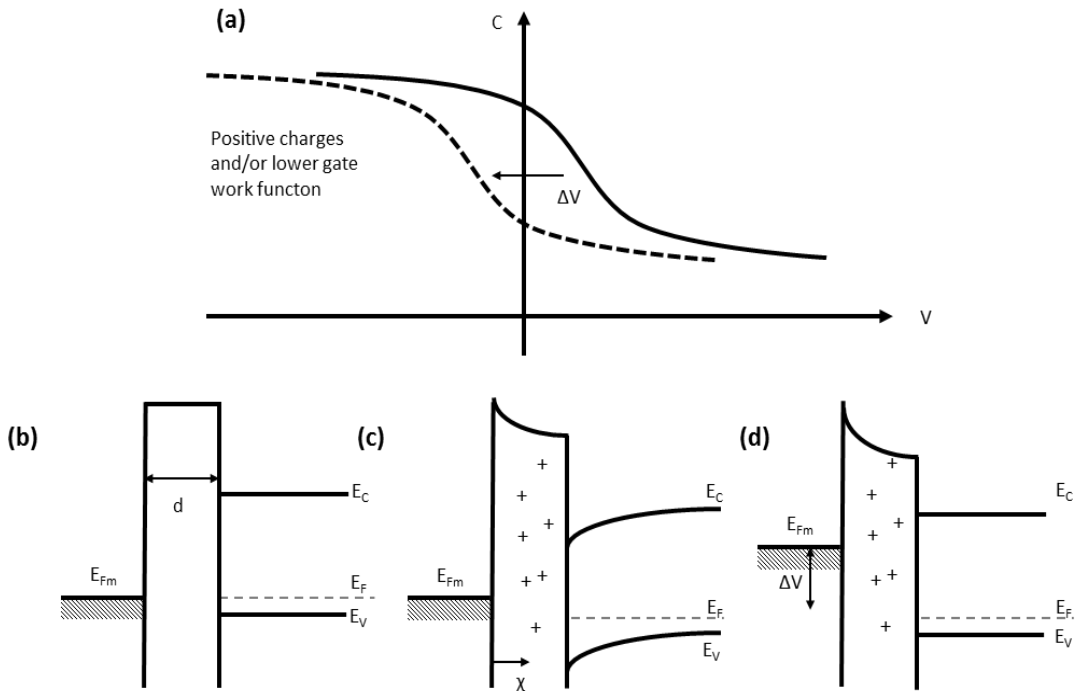 (a)
C
Positive charges
and/or lower gate
work functon
ΔV
V
(b)
d
E_C
E_Fm
E_F
E_V
(c)
+
+
+
+
+ +
+
E_C
E_Fm
E_F
E_V
χ
(d)
+
+
+
+
+ +
+
E_C
E_Fm
ΔV
E_F
E_V